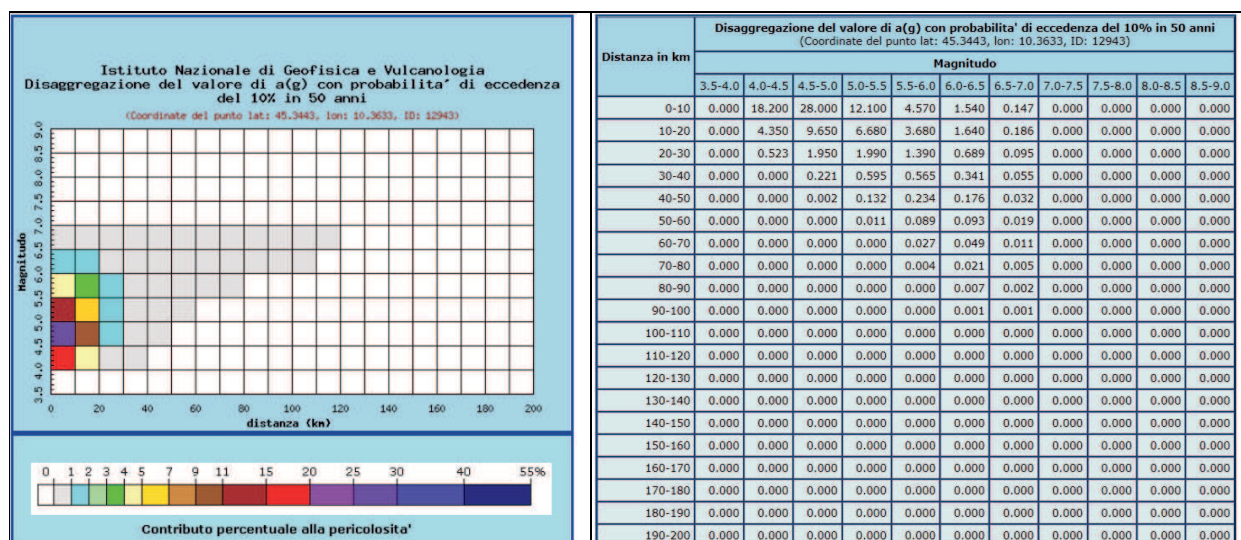 Istituto Nazionale di Geofisica e Vulcanologia
Disaggregazione del valore di a(g) con probabilita´ di eccedenza
del 10% in 50 anni
(Coordinate del punto lat: 45.3443, lon: 10.3633, ID: 12943)
9.0
8.5
8.0
7.5
7.0
6.5
6.0
5.5
5.0
4.5
4.0
3.5
Magnitudo
0 20 40 60 80 100 120 140 160 180 200
distanza (km)
0 1 2 3 4 5 7 9 11 15 20 25 30 40 55%
Contributo percentuale alla pericolosita'
Disaggregazione del valore di a(g) con probabilita' di eccedenza del 10% in 50 anni
(Coordinate del punto lat: 45.3443, lon: 10.3633, ID: 12943)
Distanza in km
Magnitudo
3.5-4.0 4.0-4.5 4.5-5.0 5.0-5.5 5.5-6.0 6.0-6.5 6.5-7.0 7.0-7.5 7.5-8.0 8.0-8.5 8.5-9.0
0-10 0.000 18.200 28.000 12.100 4.570 1.540 0.147 0.000 0.000 0.000 0.000
10-20 0.000 4.350 9.650 6.680 3.680 1.640 0.186 0.000 0.000 0.000 0.000
20-30 0.000 0.523 1.950 1.990 1.390 0.689 0.095 0.000 0.000 0.000 0.000
30-40 0.000 0.000 0.221 0.595 0.565 0.341 0.055 0.000 0.000 0.000 0.000
40-50 0.000 0.000 0.002 0.132 0.234 0.176 0.032 0.000 0.000 0.000 0.000
50-60 0.000 0.000 0.000 0.011 0.089 0.093 0.019 0.000 0.000 0.000 0.000
60-70 0.000 0.000 0.000 0.000 0.027 0.049 0.011 0.000 0.000 0.000 0.000
70-80 0.000 0.000 0.000 0.000 0.004 0.021 0.005 0.000 0.000 0.000 0.000
80-90 0.000 0.000 0.000 0.000 0.000 0.007 0.002 0.000 0.000 0.000 0.000
90-100 0.000 0.000 0.000 0.000 0.000 0.001 0.001 0.000 0.000 0.000 0.000
100-110 0.000 0.000 0.000 0.000 0.000 0.000 0.000 0.000 0.000 0.000 0.000
110-120 0.000 0.000 0.000 0.000 0.000 0.000 0.000 0.000 0.000 0.000 0.000
120-130 0.000 0.000 0.000 0.000 0.000 0.000 0.000 0.000 0.000 0.000 0.000
130-140 0.000 0.000 0.000 0.000 0.000 0.000 0.000 0.000 0.000 0.000 0.000
140-150 0.000 0.000 0.000 0.000 0.000 0.000 0.000 0.000 0.000 0.000 0.000
150-160 0.000 0.000 0.000 0.000 0.000 0.000 0.000 0.000 0.000 0.000 0.000
160-170 0.000 0.000 0.000 0.000 0.000 0.000 0.000 0.000 0.000 0.000 0.000
170-180 0.000 0.000 0.000 0.000 0.000 0.000 0.000 0.000 0.000 0.000 0.000
180-190 0.000 0.000 0.000 0.000 0.000 0.000 0.000 0.000 0.000 0.000 0.000
190-200 0.000 0.000 0.000 0.000 0.000 0.000 0.000 0.000 0.000 0.000 0.000